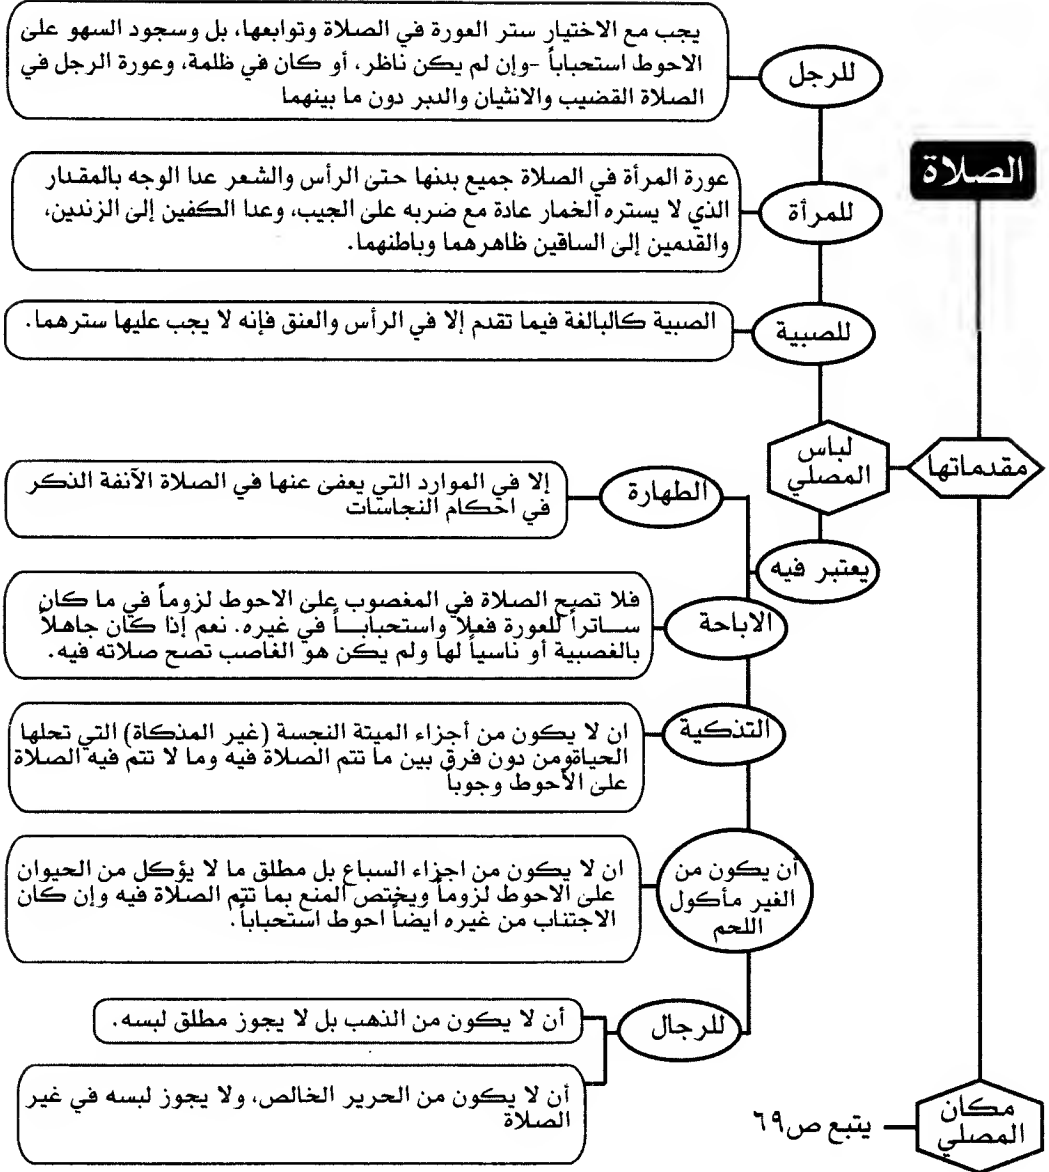 الصلاة
مقدماتها
لباس
المصلي
للرجل
يجب مع الاختيار ستر العورة في الصلاة وتوابعها، بل وسجود السهو على
الاحوط استحباباً -وإن لم يكن ناظر، أو كان في ظلمة، وعورة الرجل في
الصلاة القضيب والانثيان والدبر دون ما بينهما
للمرأة
عورة المرأة في الصلاة جميع بدنها حتى الرأس والشعر عدا الوجه بالمقدار
الذي لا يستره الخمار عادة مع ضربه على الجيب، وعدا الكفين إلى الزندين،
والقدمين إلى الساقين ظاهرهما وباطنهما.
للصبية
الصبية كالبالغة فيما تقدم إلا في الرأس والعنق فإنه لا يجب عليها سترهما.
يعتبر فيه
الطهارة
إلا في الموارد التي يعفى عنها في الصلاة الآنفة الذكر
في احكام النجاسات
الاباحة
فلا تصح الصلاة في المغصوب على الاحوط لزوماً في ما كان
ساتراً للعورة فعلاً واستحباباً في غيره. نعم إذا كان جاهلاً
بالغصبية أو ناسياً لها ولم يكن هو الغاصب تصح صلاته فيه.
التذكية
ان لا يكون من أجزاء الميتة النجسة (غير المذكاة) التي تحلها
الحياةومن دون فرق بين ما تتم الصلاة فيه وما لا تتم فيه الصلاة
على الأحوط وجوباً
أن يكون من
الغير مأكول
اللحم
ان لا يكون من اجزاء السباع بل مطلق ما لا يؤكل من الحيوان
على الاحوط لزوماً ويختص المنع بما تتم الصلاة فيه وإن كان
الاجتناب من غيره ايضاً احوط استحباباً.
للرجال
أن لا يكون من الذهب بل لا يجوز مطلق لبسه.
أن لا يكون من الحرير الخالص، ولا يجوز لبسه في غير
الصلاة
مكان
المصلي
يتبع ص٦٩